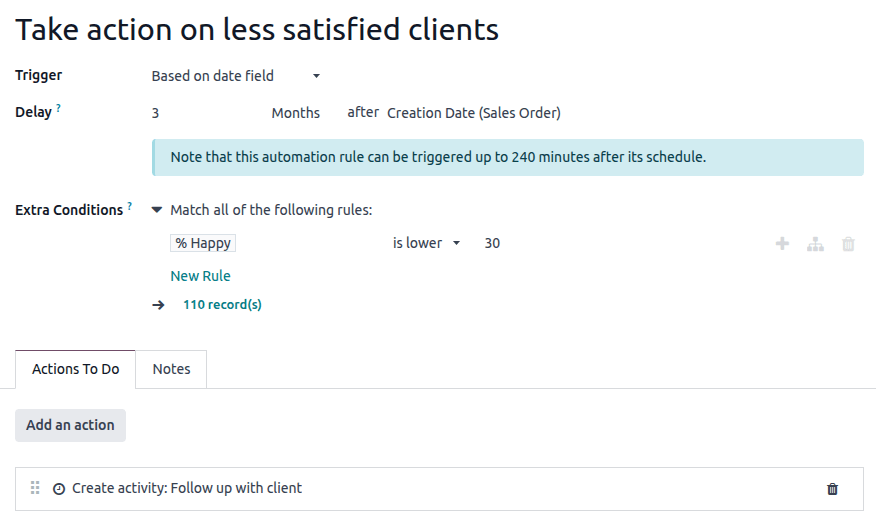 Take action on less satisfied clients
Trigger Based on date field
Delay ? 3 Months after Creation Date (Sales Order)
Note that this automation rule can be triggered up to 240 minutes after its schedule.
Extra Conditions ? Match all of the following rules:
% Happy is lower 30
New Rule
110 record(s)
Actions To Do Notes
Add an action
Create activity: Follow up with client